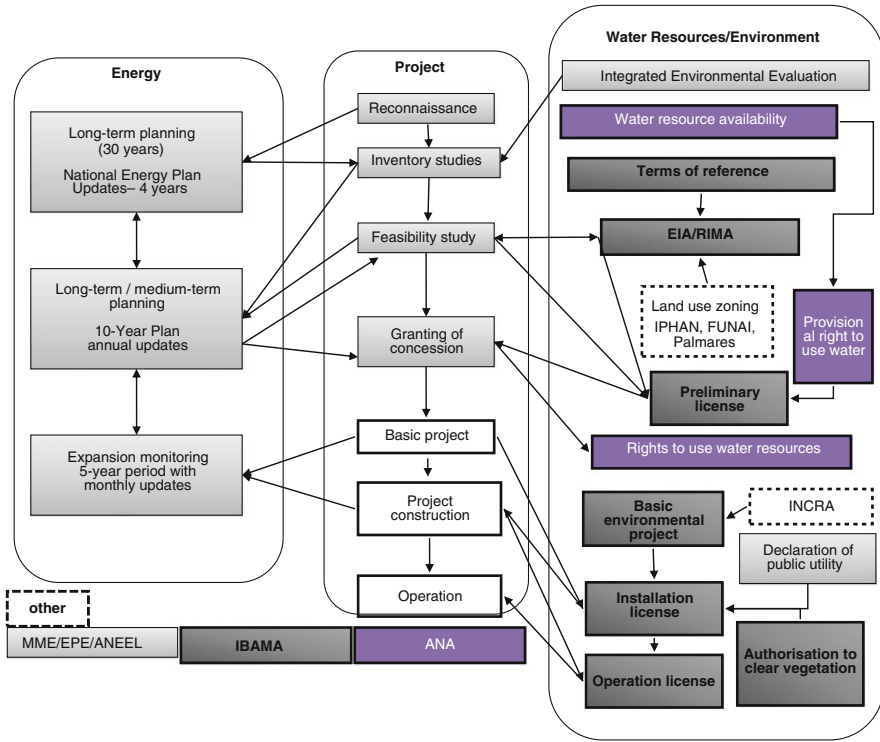 Energy
Long-term planning
(30 years)
National Energy Plan
Updates– 4 years
Long-term / medium-term
planning
10-Year Plan
annual updates
Expansion monitoring
5-year period with
monthly updates
Project
Reconnaissance
Inventory studies
Feasibility study
Granting of
concession
Basic project
Project
construction
Operation
Water Resources/Environment
Integrated Environmental Evaluation
Water resource availability
Terms of reference
EIA/RIMA
Land use zoning
IPHAN, FUNAI,
Palmares
Provision
al right to
use water
Preliminary
license
Rights to use water resources
Basic
environmental
project
INCRA
Declaration of
public utility
Installation
license
Authorisation to
clear vegetation
Operation license
other
MME/EPE/ANEEL
IBAMA
ANA